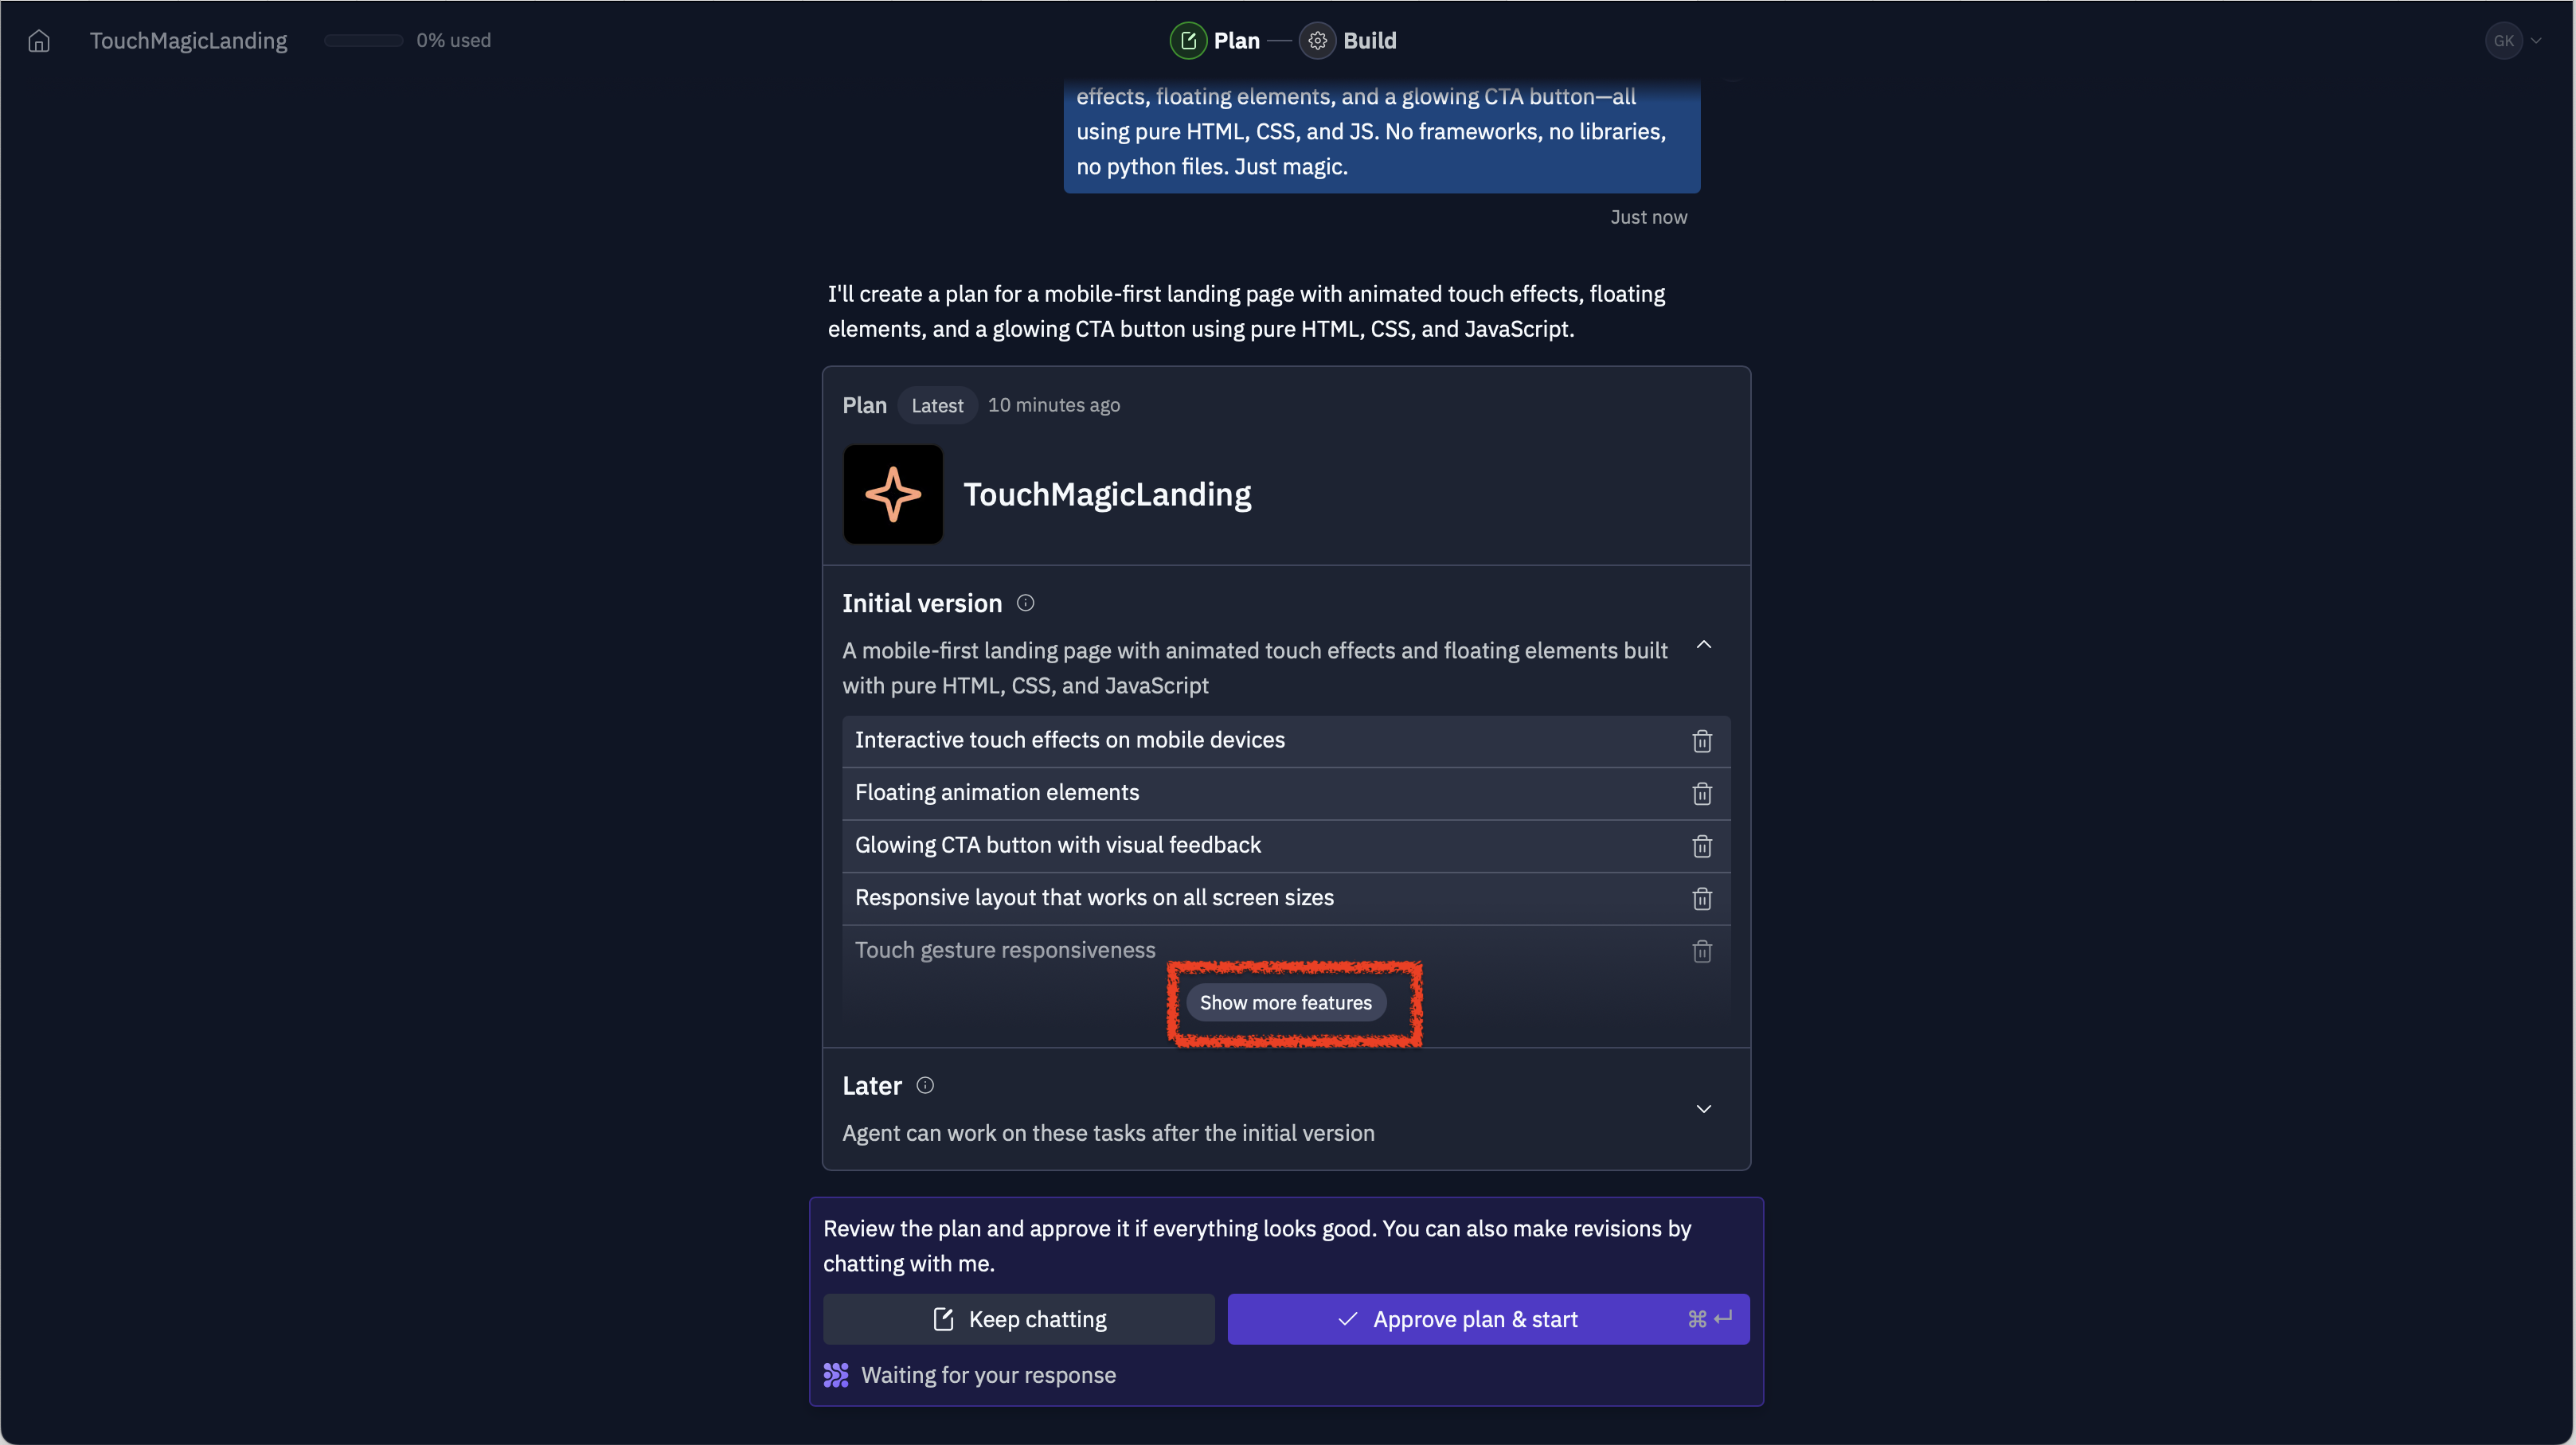 TouchMagicLanding
0% used
Plan
Build
GK
effects, floating elements, and a glowing CTA button—all
using pure HTML, CSS, and JS. No frameworks, no libraries,
no python files. Just magic.
Just now
I'll create a plan for a mobile-first landing page with animated touch effects, floating
elements, and a glowing CTA button using pure HTML, CSS, and JavaScript.
Plan
Latest
10 minutes ago
TouchMagicLanding
Initial version
A mobile-first landing page with animated touch effects and floating elements built
with pure HTML, CSS, and JavaScript
Interactive touch effects on mobile devices
Floating animation elements
Glowing CTA button with visual feedback
Responsive layout that works on all screen sizes
Touch gesture responsiveness
Show more features
Later
Agent can work on these tasks after the initial version
Review the plan and approve it if everything looks good. You can also make revisions by
chatting with me.
Keep chatting
Approve plan & start
⌘ ↵
Waiting for your response